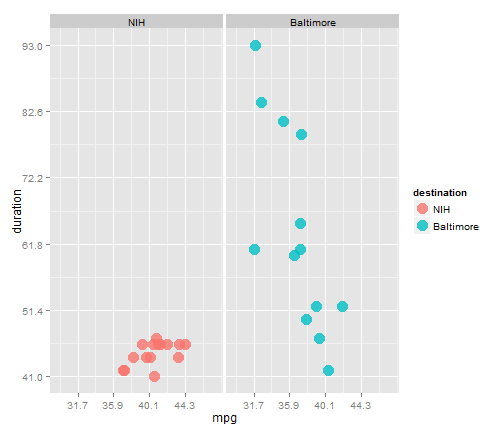 NIH Baltimore
93.0
82.6
72.2
61.8
51.4
41.0
duration
31.7 35.9 40.1 44.3 31.7 35.9 40.1 44.3
mpg
destination
NIH
Baltimore